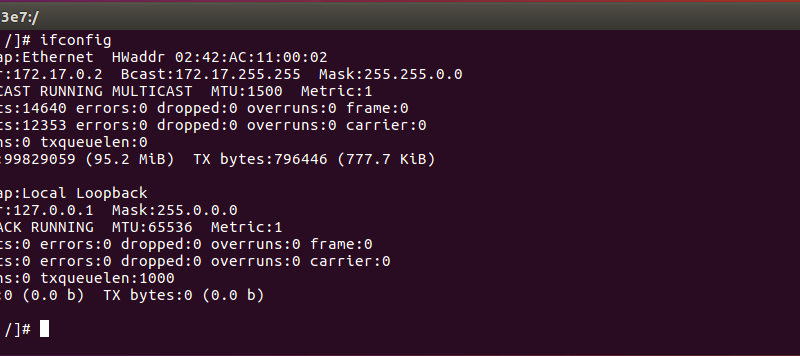 3e7:/
/]# ifconfig
ap:Ethernet  HWaddr 02:42:AC:11:00:02
r:172.17.0.2  Bcast:172.17.255.255  Mask:255.255.0.0
CAST RUNNING MULTICAST  MTU:1500  Metric:1
ts:14640 errors:0 dropped:0 overruns:0 frame:0
ts:12353 errors:0 dropped:0 overruns:0 carrier:0
ns:0 txqueuelen:0
:99829059 (95.2 MiB)  TX bytes:796446 (777.7 KiB)
ap:Local Loopback
r:127.0.0.1  Mask:255.0.0.0
ACK RUNNING  MTU:65536  Metric:1
ts:0 errors:0 dropped:0 overruns:0 frame:0
ts:0 errors:0 dropped:0 overruns:0 carrier:0
ns:0 txqueuelen:1000
:0 (0.0 b)  TX bytes:0 (0.0 b)
/]#